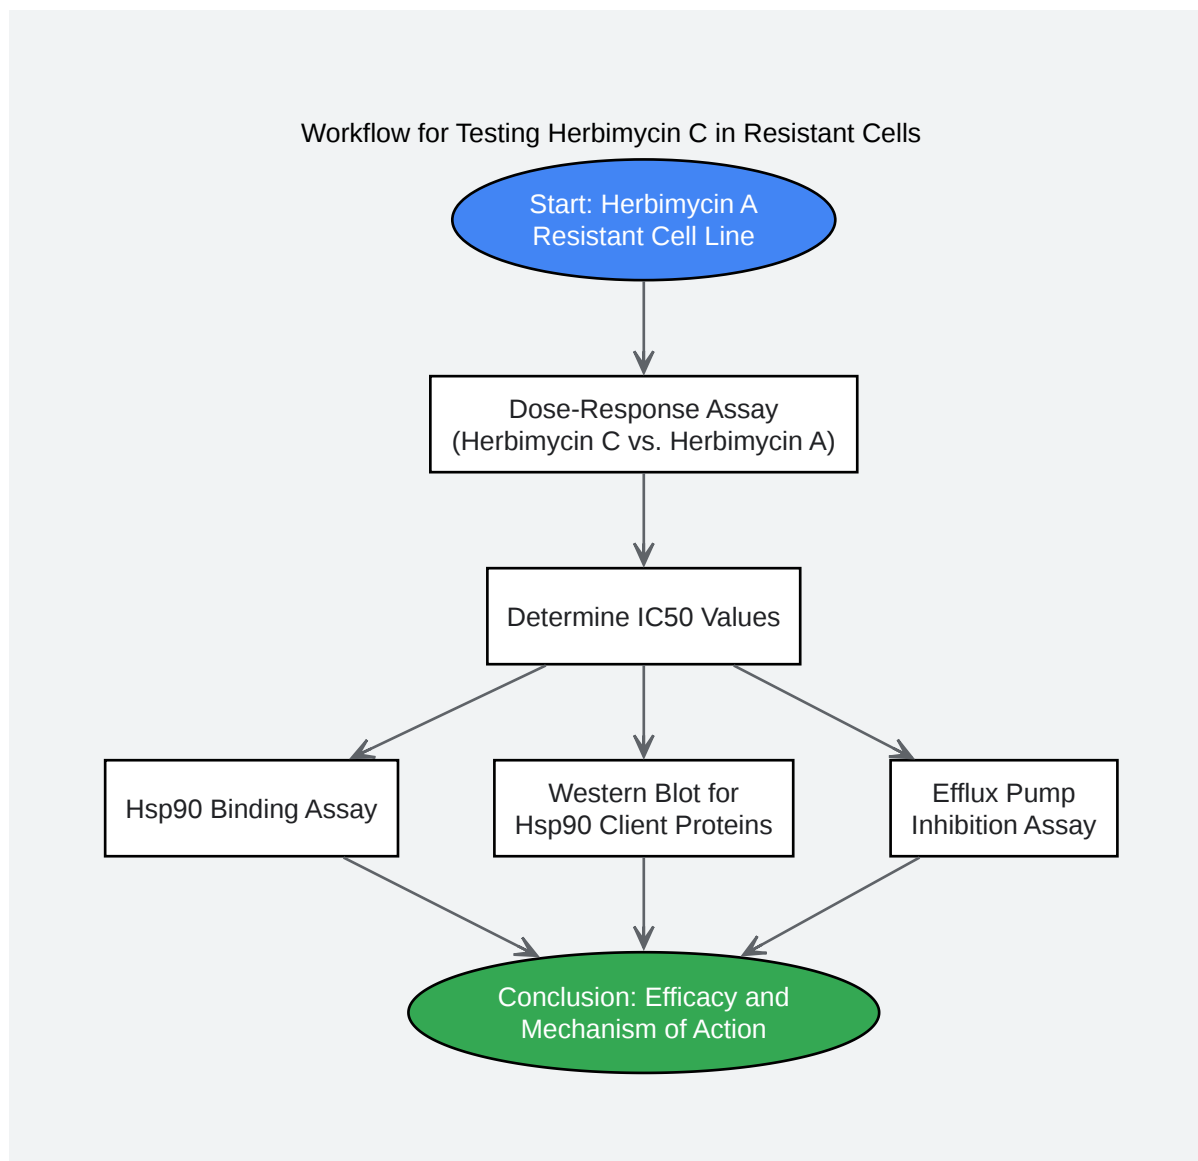 Workflow for Testing Herbimycin C in Resistant Cells
Start: Herbimycin A
Resistant Cell Line
Dose-Response Assay
(Herbimycin C vs. Herbimycin A)
Determine IC50 Values
Hsp90 Binding Assay
Western Blot for
Hsp90 Client Proteins
Efflux Pump
Inhibition Assay
Conclusion: Efficacy and
Mechanism of Action